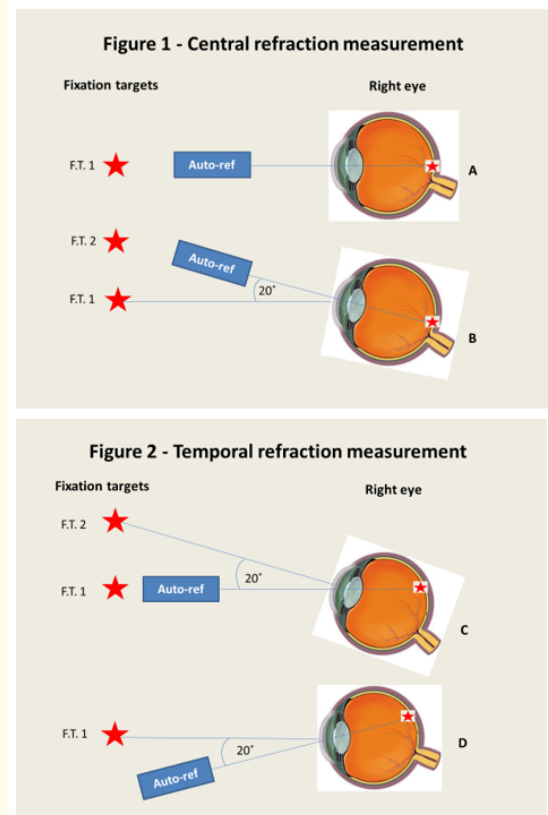 Figure 1 - Central refraction measurement
Fixation targets
Right eye
F.T. 1
Auto-ref
A
F.T. 2
Auto-ref
F.T. 1
20˚
B
Figure 2 - Temporal refraction measurement
Fixation targets
Right eye
F.T. 2
20˚
F.T. 1
Auto-ref
C
F.T. 1
20˚
D
Auto-ref